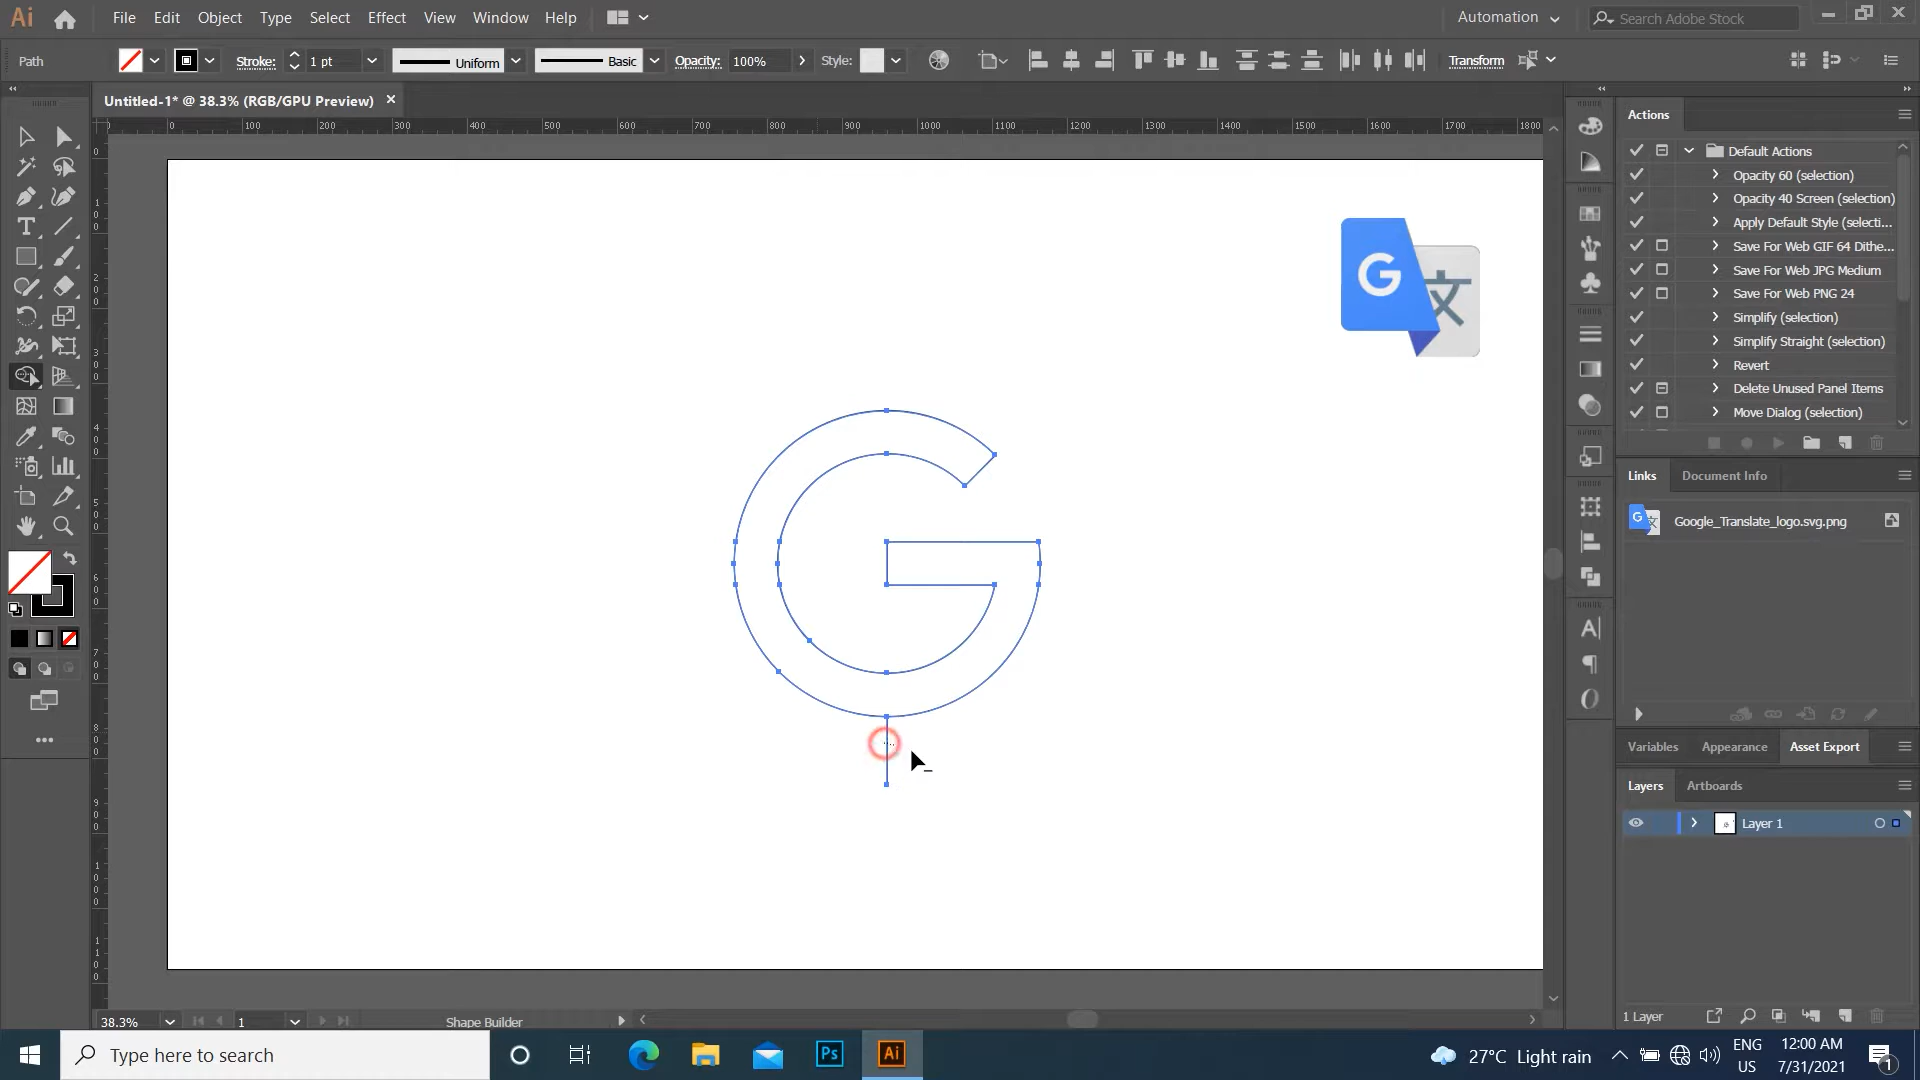 Ai File Edit Object Type Select Effect View Window Help Automation Search Adobe Stock
Path Stroke: 1 pt Uniform Basic Opacity: 100% Style: Transform
Untitled-1* @ 38.3% (RGB/GPU Preview)
0 100 200 300 400 500 600 700 800 900 1000 1100 1200 1300 1400 1500 1600 1700 1800
G 文
Actions
Default Actions
Opacity 60 (selection)
Opacity 40 Screen (selection)
Apply Default Style (selecti...
Save For Web GIF 64 Dithe...
Save For Web JPG Medium
Save For Web PNG 24
Simplify (selection)
Simplify Straight (selection)
Revert
Delete Unused Panel Items
Move Dialog (selection)
Links Document Info
Google_Translate_logo.svg.png
Variables Appearance Asset Export
Layers Artboards
Layer 1
1 Layer
38.3% 1 Shape Builder
Type here to search
Ps Ai
27°C Light rain
ENG
US
12:00 AM
7/31/2021
1